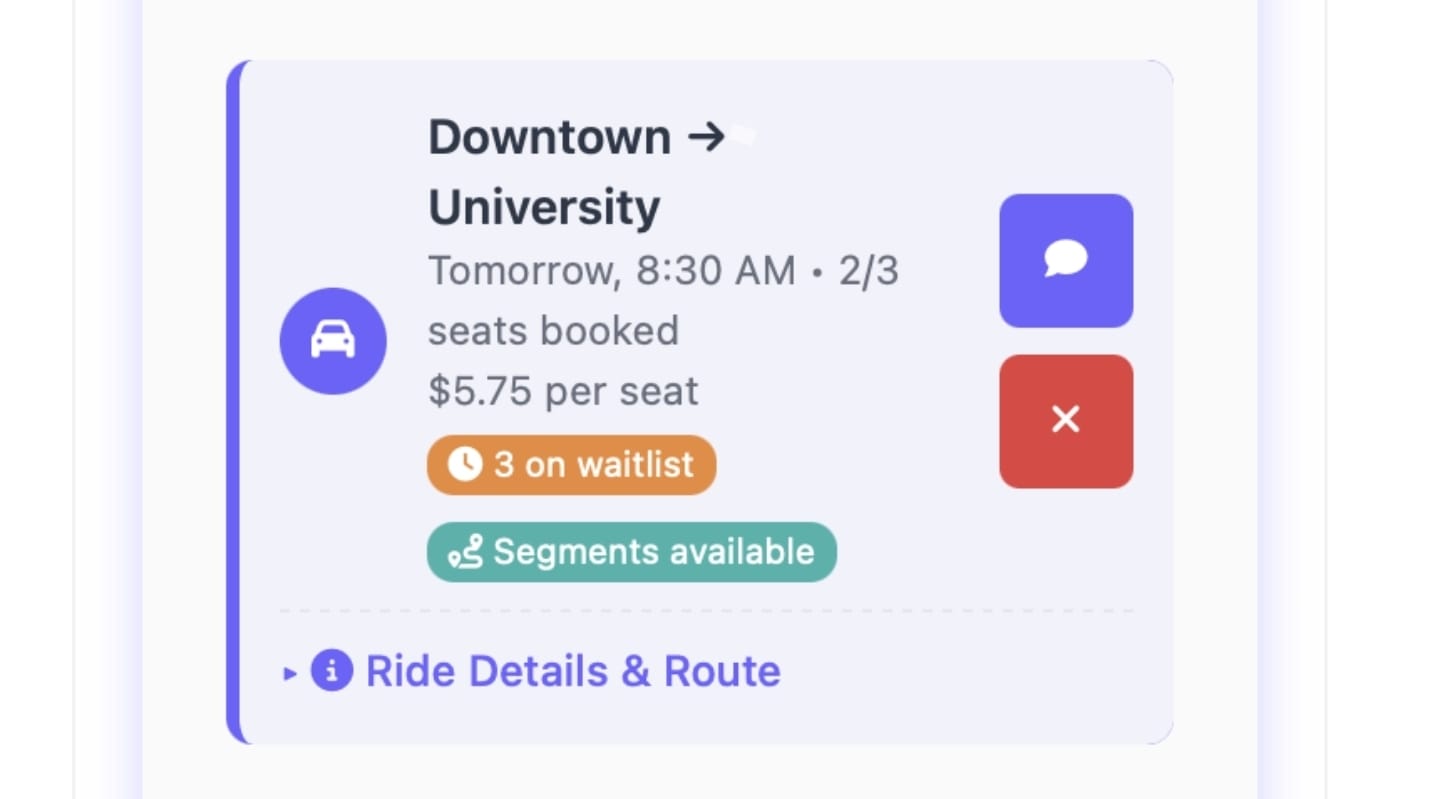 Downtown →
University
Tomorrow, 8:30 AM • 2/3
seats booked
$5.75 per seat
3 on waitlist
Segments available
Ride Details & Route